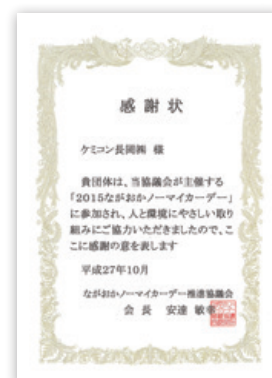 感謝状
ケミコン長岡㈱ 様
貴団体は、当協議会が主催する
「2015ながおかノーマイカーデー」
に参加され、人と環境にやさしい取り
組みにご協力いただきましたので、こ
こに感謝の意を表します
平成27年10月
ながおかノーマイカーデー推進協議会
会長 安達 敏幸